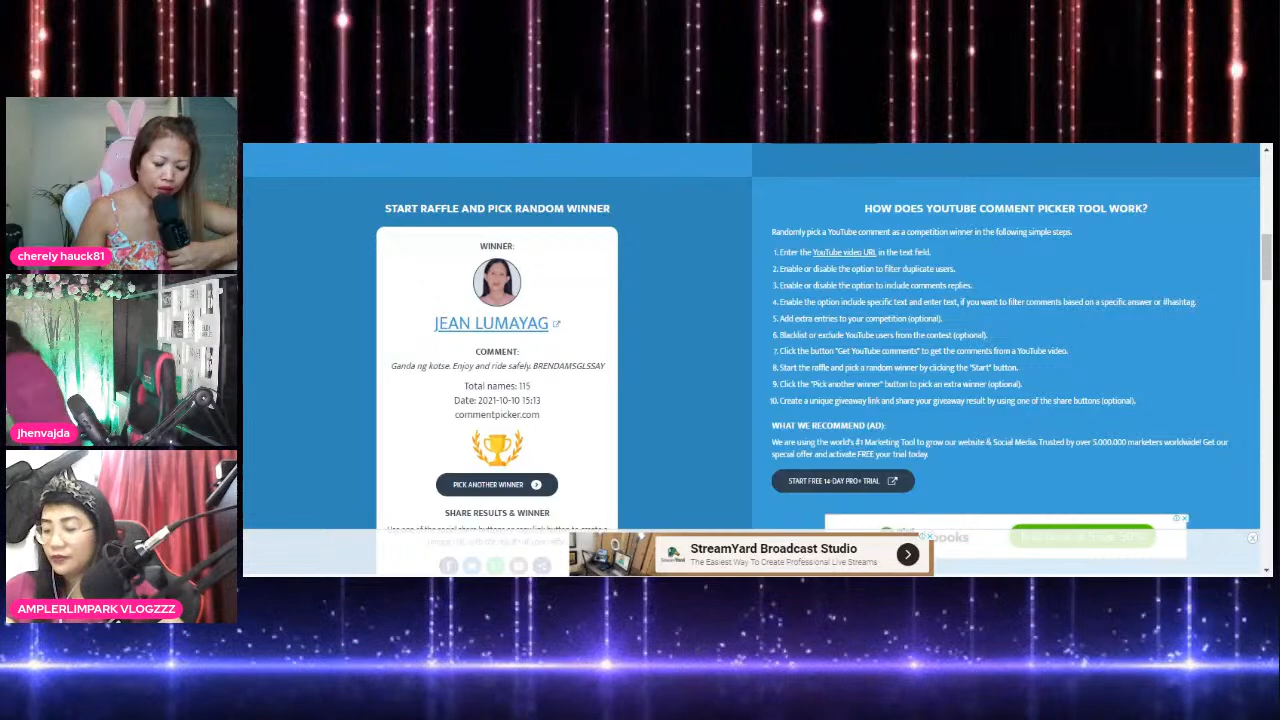 cherely hauck81
jhenvajda
AMPLERLIMPARK VLOGZZZ
START RAFFLE AND PICK RANDOM WINNER
WINNER:
JEAN LUMAYAG
COMMENT:
Ganda ng kotse. Enjoy and ride safely. BRENDAMSGLSSAY
Total names: 115
Date: 2021-10-10 15:13
commentpicker.com
PICK ANOTHER WINNER
SHARE RESULTS & WINNER
HOW DOES YOUTUBE COMMENT PICKER TOOL WORK?
Randomly pick a YouTube comment as a competition winner in the following simple steps.
1. Enter the YouTube video URL in the text field.
2. Enable or disable the option to filter duplicate users.
3. Enable or disable the option to include comments replies.
4. Enable the option include specific text and enter text, if you want to filter comments based on a specific answer or #hashtag.
5. Add extra entries to your competition (optional).
6. Blacklist or exclude YouTube users from the contest (optional).
7. Click the button "Get YouTube comments" to get the comments from a YouTube video.
8. Start the raffle and pick a random winner by clicking the "Start" button.
9. Click the "Pick another winner" button to pick an extra winner (optional).
10. Create a unique giveaway link and share your giveaway result by using one of the share buttons (optional).
WHAT WE RECOMMEND (AD):
We are using the world's #1 Marketing Tool to grow our website & Social Media. Trusted by over 5.000.000 marketers worldwide! Get our
special offer and activate FREE your trial today.
START FREE 14-DAY PRO+ TRIAL
StreamYard Broadcast Studio
The Easiest Way To Create Professional Live Streams